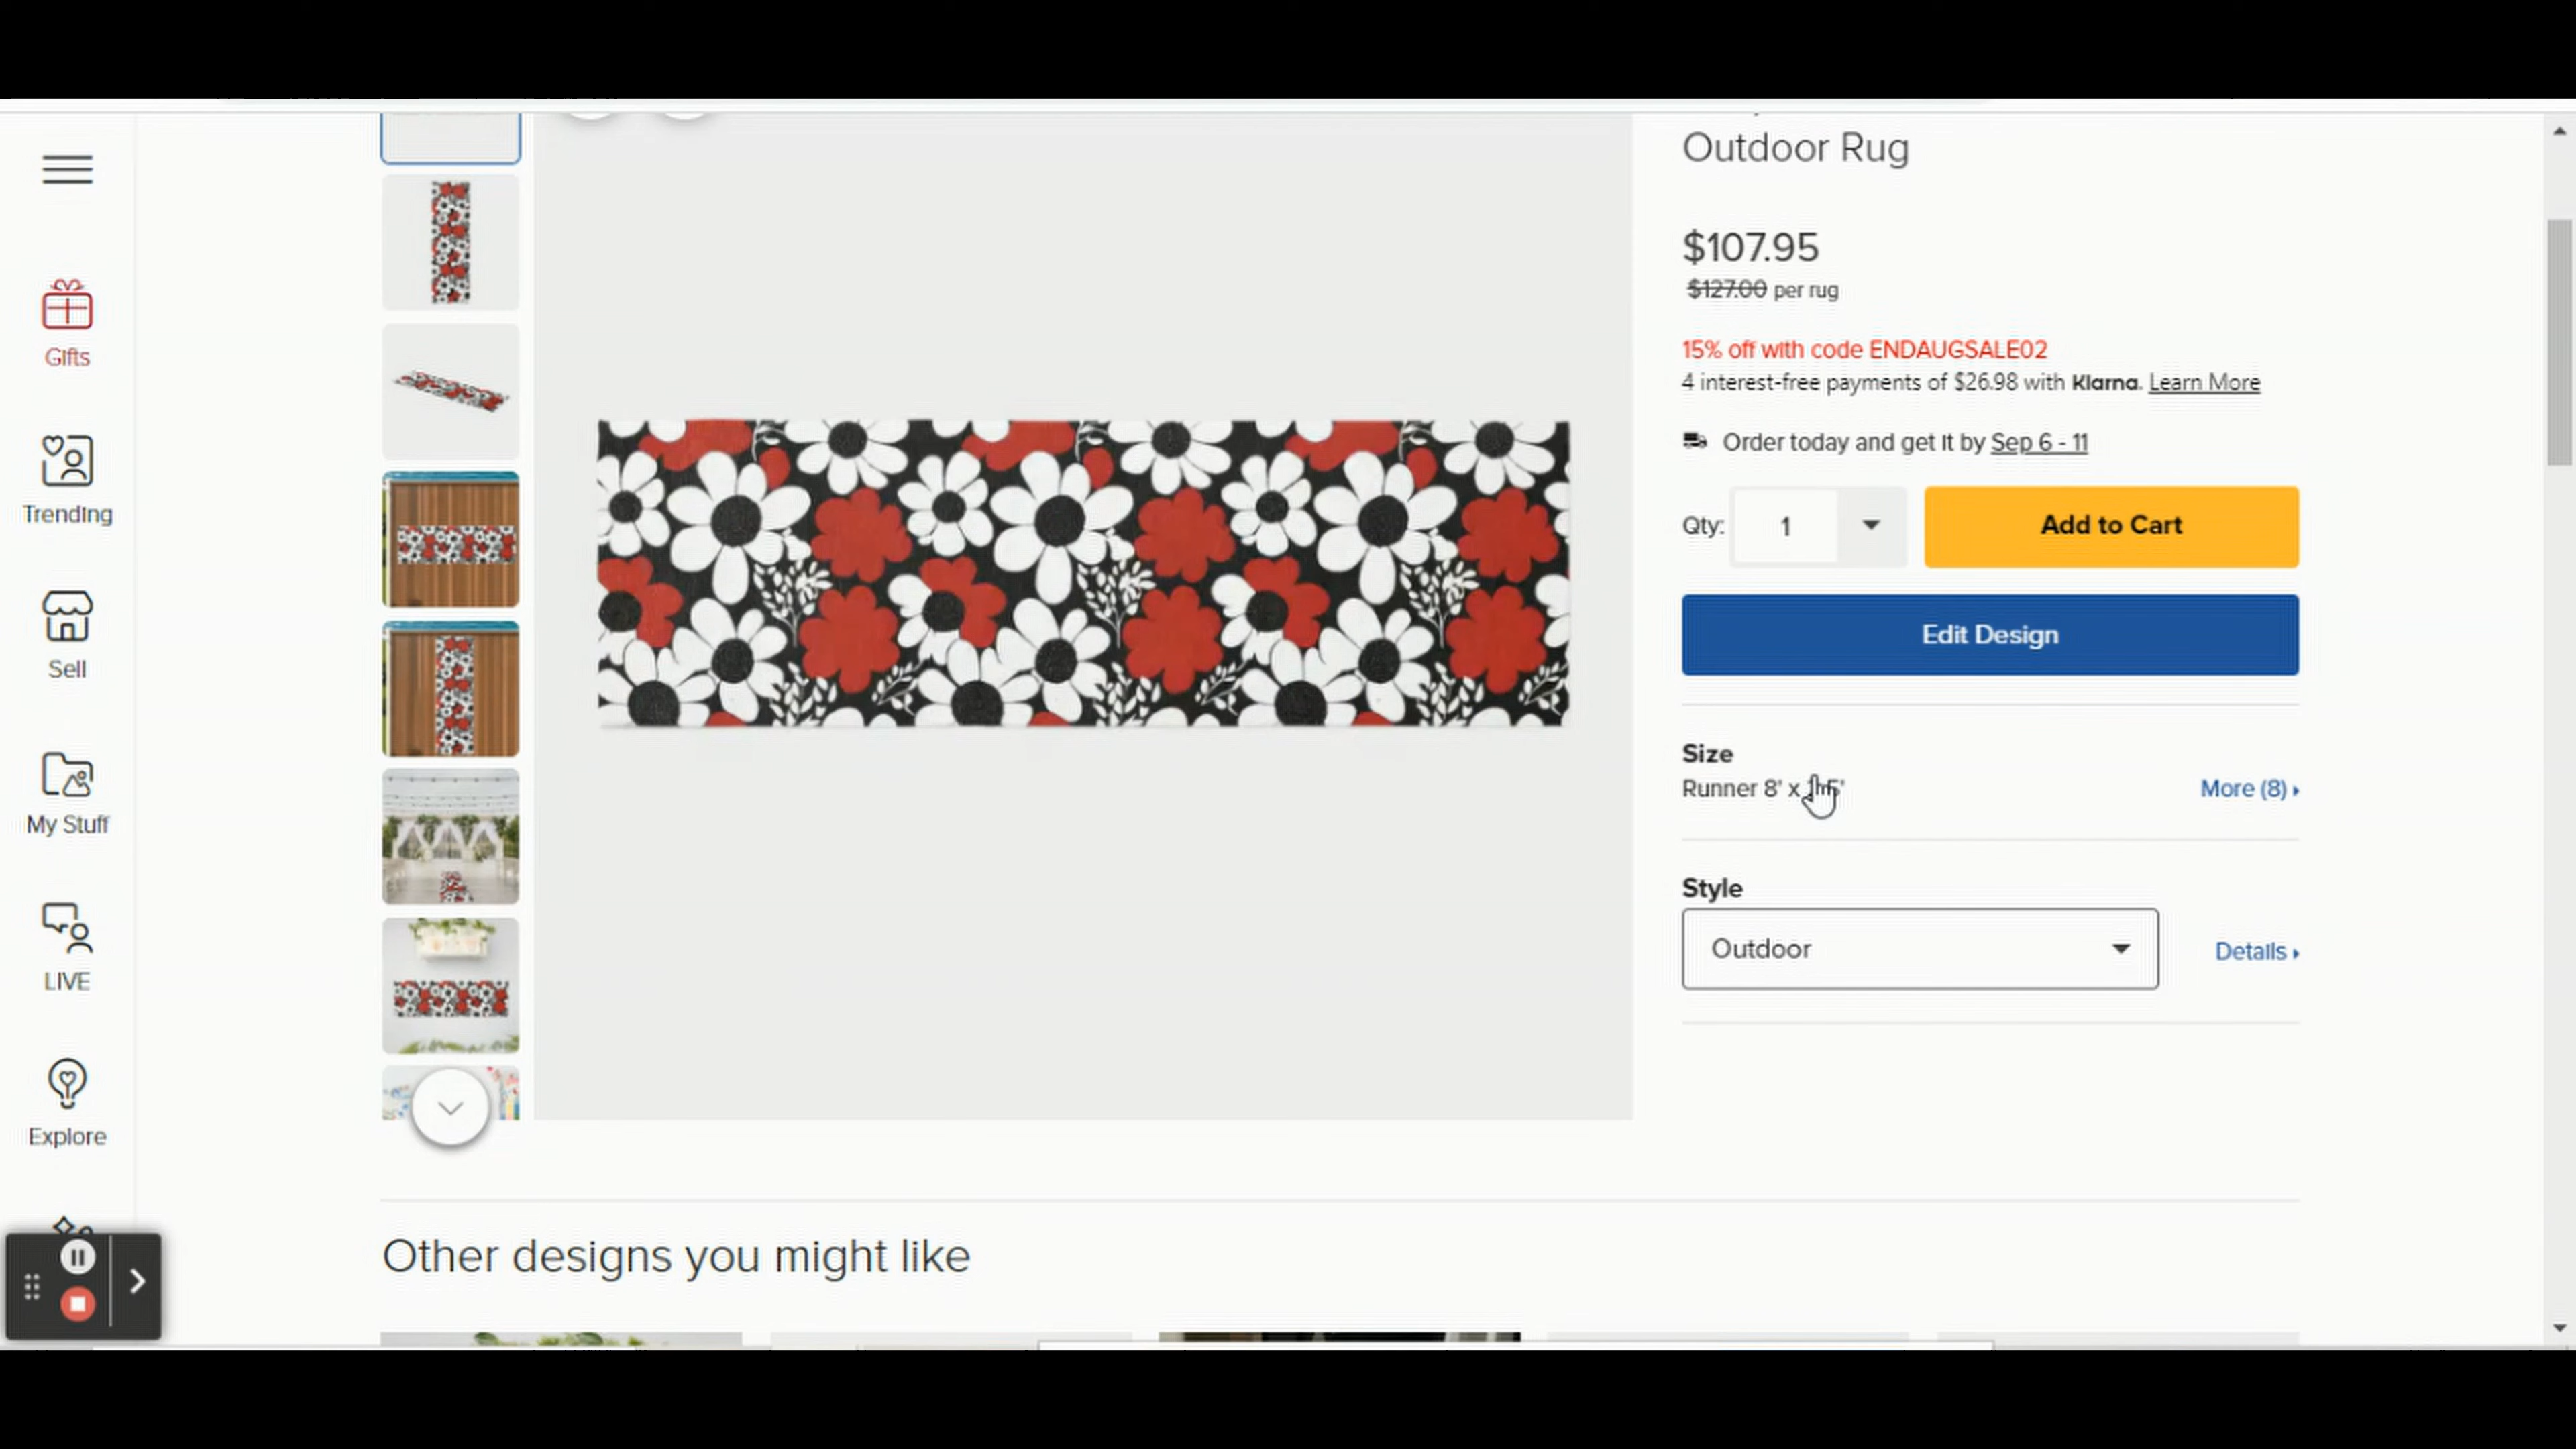 Outdoor Rug
$107.95
$127.00 per rug
15% off with code ENDAUGSALE02
4 interest-free payments of $26.98 with Klarna. Learn More
Order today and get it by Sep 6 - 11
Qty: 1
Add to Cart
Edit Design
Size
Runner 8' x
More (8)
Style
Outdoor
Details
Gifts
Trending
Sell
My Stuff
LIVE
Explore
Other designs you might like